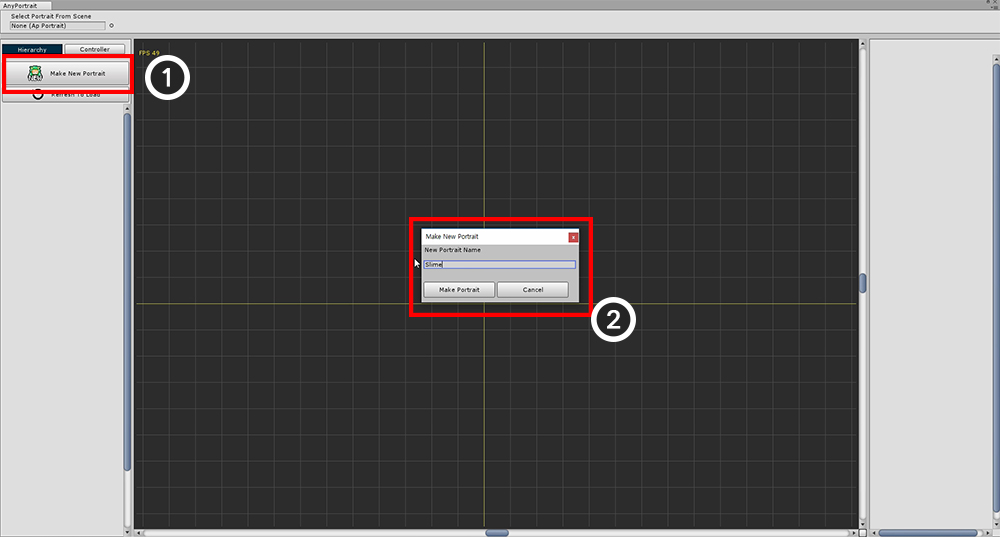 AnyPortrait
Select Portrait From Scene
None (Ap Portrait)
Hierarchy
Controller
Make New Portrait
Refresh To Load
1
FPS 49
Make New Portrait
x
New Portrait Name
Slime
Make Portrait
Cancel
2